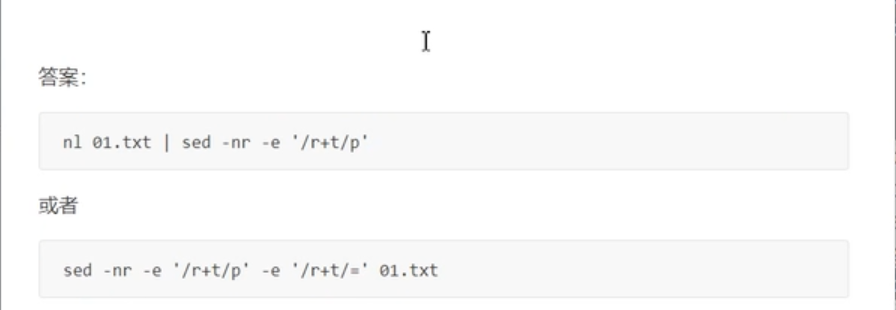 答案：
nl 01.txt | sed -nr -e '/r+t/p'
或者
sed -nr -e '/r+t/p' -e '/r+t/=' 01.txt